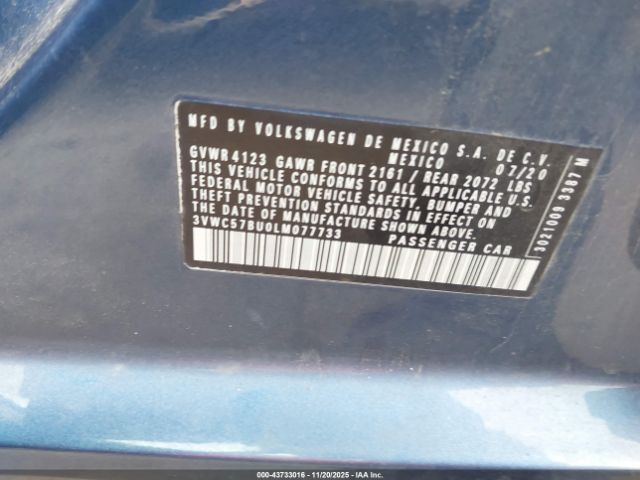 MFD BY VOLKSWAGEN DE MEXICO S.A. DE C.V.
MEXICO 07/20
GVWR 4123 GAWR FRONT 2161 / REAR 2072 LBS
THIS VEHICLE CONFORMS TO ALL APPLICABLE U.S.
FEDERAL MOTOR VEHICLE SAFETY, BUMPER AND
THEFT PREVENTION STANDARDS IN EFFECT ON
THE DATE OF MANUFACTURE SHOWN ABOVE
3VWC57BU0LM077733 PASSENGER CAR
3021009 3387 M
000-43733016 - 11/20/2025 - IAA Inc.